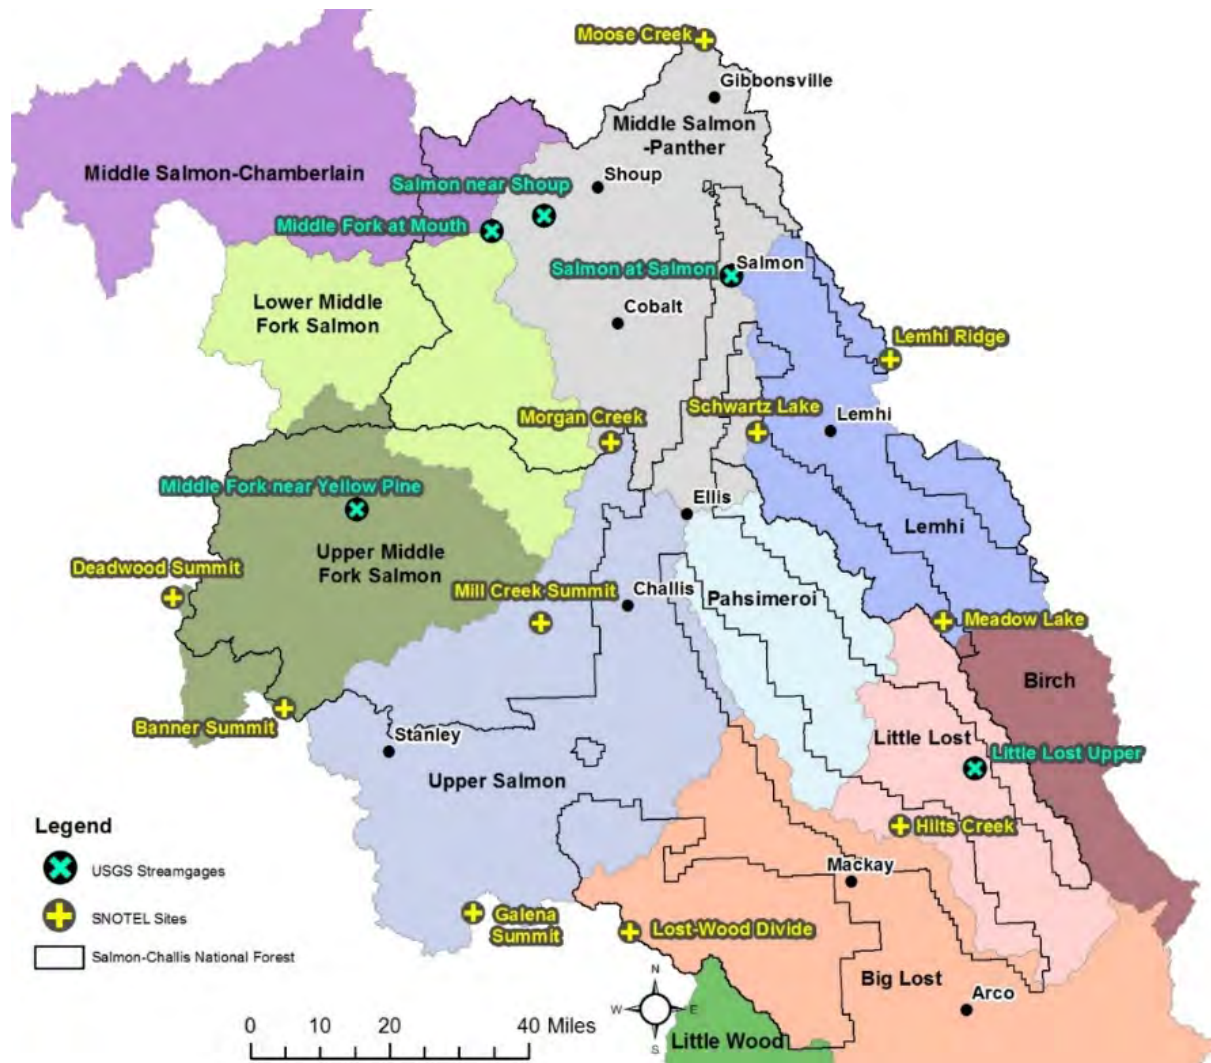 Moose Creek
Gibbonsville
Middle Salmon
-Panther
Middle Salmon-Chamberlain
Salmon near Shoup
Shoup
Middle Fork at Mouth
Salmon at Salmon
Salmon
Lower Middle
Fork Salmon
Cobalt
Lemhi Ridge
Morgan Creek
Schwartz Lake
Lemhi
Middle Fork near Yellow Pine
Ellis
Lemhi
Upper Middle
Fork Salmon
Deadwood Summit
Mill Creek Summit
Challis
Pahsimeroi
Meadow Lake
Birch
Banner Summit
Stanley
Little Lost
Little Lost Upper
Upper Salmon
Legend
USGS Streamgages
SNOTEL Sites
Salmon-Challis National Forest
Hilts Creek
Mackay
Galena
Summit
Lost-Wood Divide
Big Lost
Arco
N
W
E
S
0 10 20 40 Miles
Little Wood